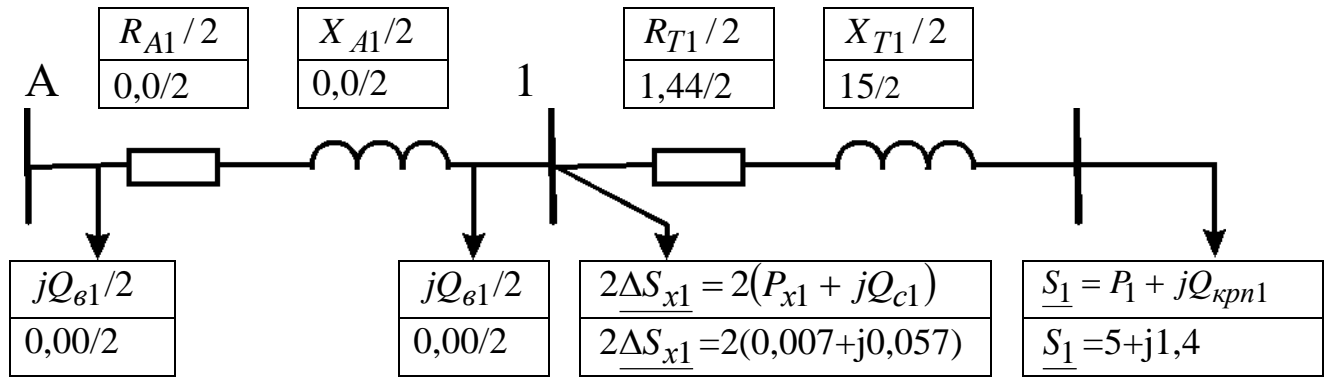 R_A1 / 2
X_A1/2
R_T1 / 2
X_T1 / 2
A
0,0/2
0,0/2
1
1,44/2
15/2
jQ_в1/2
jQ_в1/2
2ΔS_x1 = 2(P_x1 + jQ_c1)
S_1 = P_1 + jQ_крп1
0,00/2
0,00/2
2ΔS_x1 =2(0,007+j0,057)
S_1 =5+j1,4